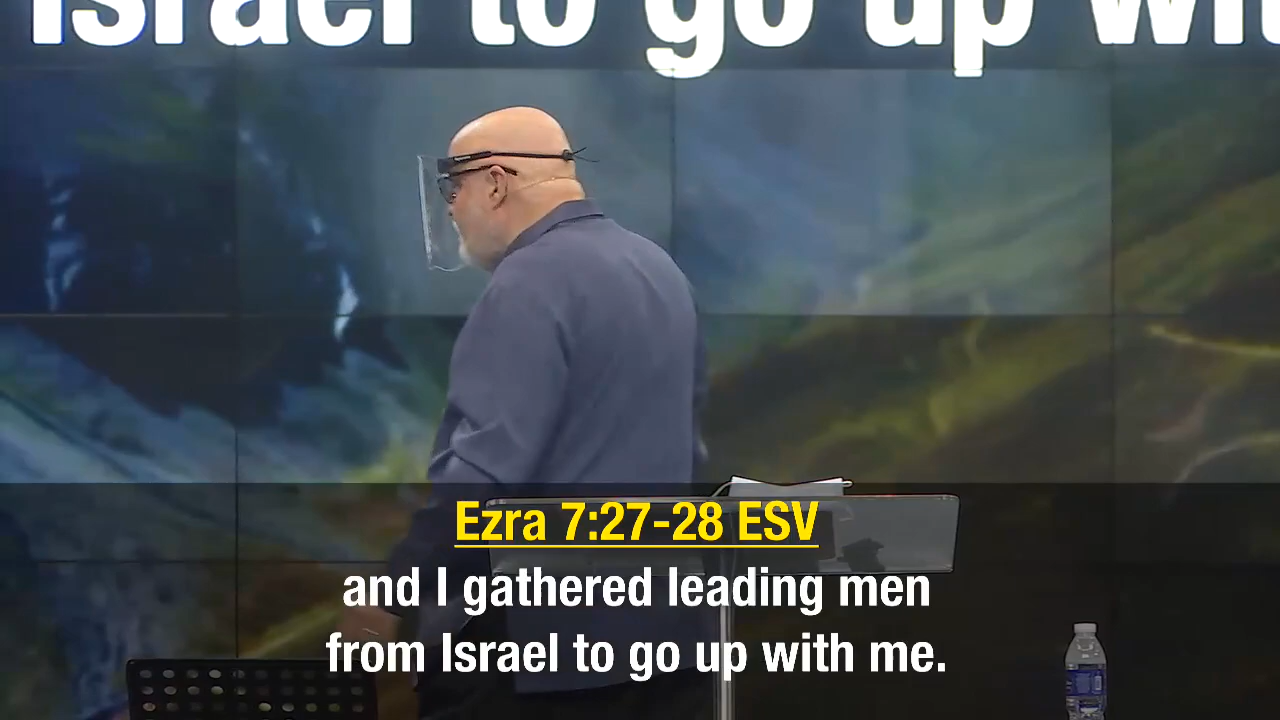 Israel to go up wit
Ezra 7:27-28 ESV
and I gathered leading men
from Israel to go up with me.